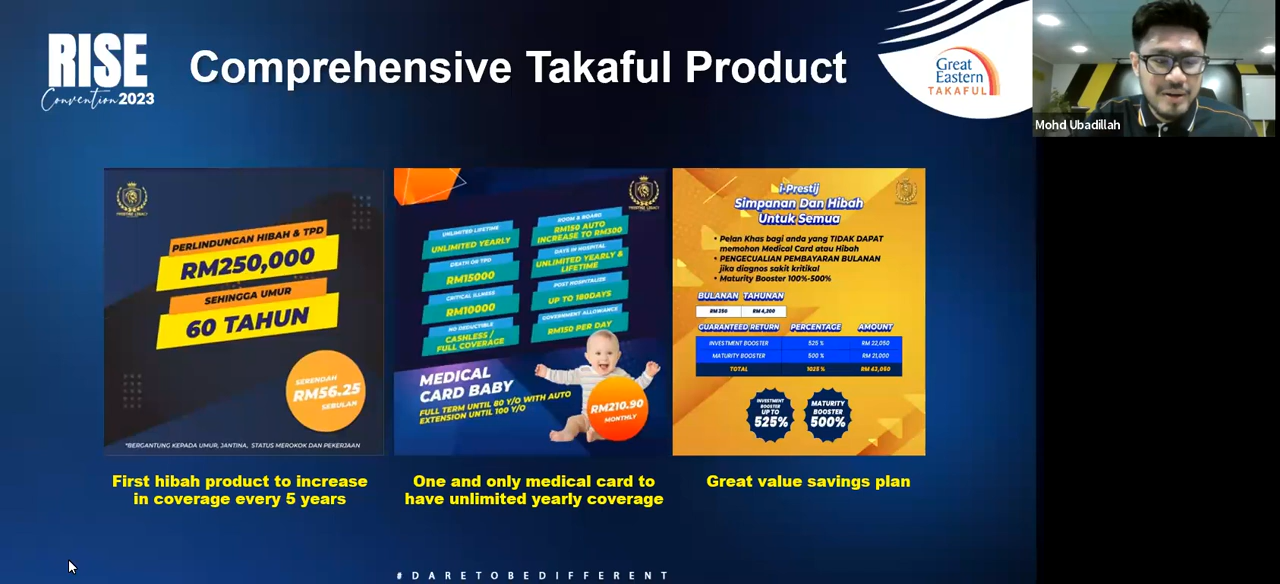 RISE
Convention 2023
Comprehensive Takaful Product
Great
Eastern
TAKAFUL
Mohd Ubadillah
PERLINDUNGAN HIBAH & TPD
RM250,000
SEHINGGA UMUR
60 TAHUN
SERENDAH
RM56.25
SEBULAN
*BERGANTUNG KEPADA UMUR, JANTINA, STATUS MEROKOK DAN PEKERJAAN
First hibah product to increase
in coverage every 5 years
UNLIMITED LIFETIME
UNLIMITED YEARLY
DEATH OR TPD
RM15000
CRITICAL ILLNESS
RM10000
NO DEDUCTIBLE
CASHLESS /
FULL COVERAGE
ROOM & BOARD
RM150 AUTO
INCREASE TO RM300
DAYS IN HOSPITAL
UNLIMITED YEARLY &
LIFETIME
POST HOSPITALIZE
UP TO 180DAYS
GOVERNMENT ALLOWANCE
RM150 PER DAY
MEDICAL
CARD BABY
FULL TERM UNTIL 80 Y/O WITH AUTO
EXTENSION UNTIL 100 Y/O
RM210.90
MONTHLY
One and only medical card to
have unlimited yearly coverage
i-Prestij
Simpanan Dan Hibah
Untuk Semua
• Pelan Khas bagi anda yang TIDAK DAPAT
memohon Medical Card atau Hibah
• PENGECUALIAN PEMBAYARAN BULANAN
jika diagnos sakit kritikal
• Maturity Booster 100%-500%
BULANAN TAHUNAN
RM 350 RM 4,200
GUARANTEED RETURN PERCENTAGE AMOUNT
INVESTMENT BOOSTER 525 % RM 22,050
MATURITY BOOSTER 500 % RM 21,000
TOTAL 1025 % RM 43,050
INVESTMENT
BOOSTER
UP TO
525%
MATURITY
BOOSTER
500%
Great value savings plan
#DARETOBEDIFFERENT